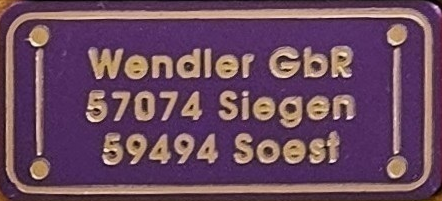 Wendler GbR
57074 Siegen
59494 Soest